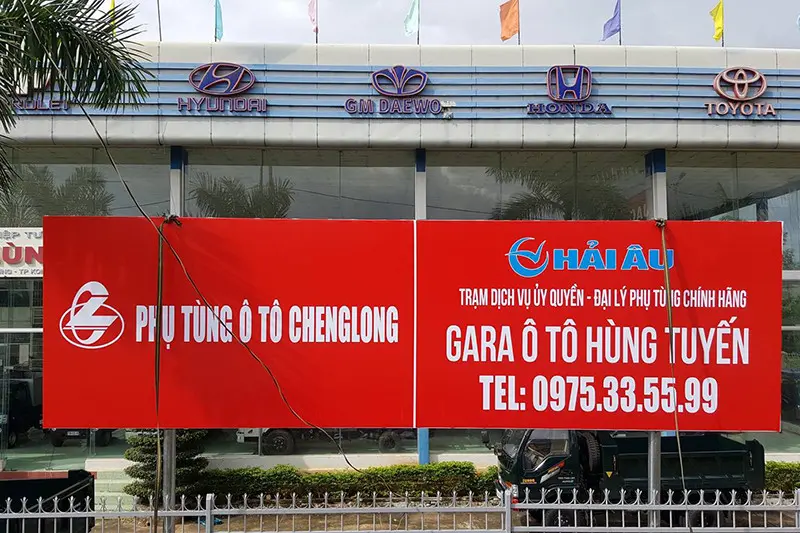 HYUNDAI
GM DAEWOO
HONDA
TOYOTA
PHỤ TÙNG Ô TÔ CHENGLONG
HẢI ÂU
TRẠM DỊCH VỤ ỦY QUYỀN - ĐẠI LÝ PHỤ TÙNG CHÍNH HÃNG
GARA Ô TÔ HÙNG TUYẾN
TEL: 0975.33.55.99